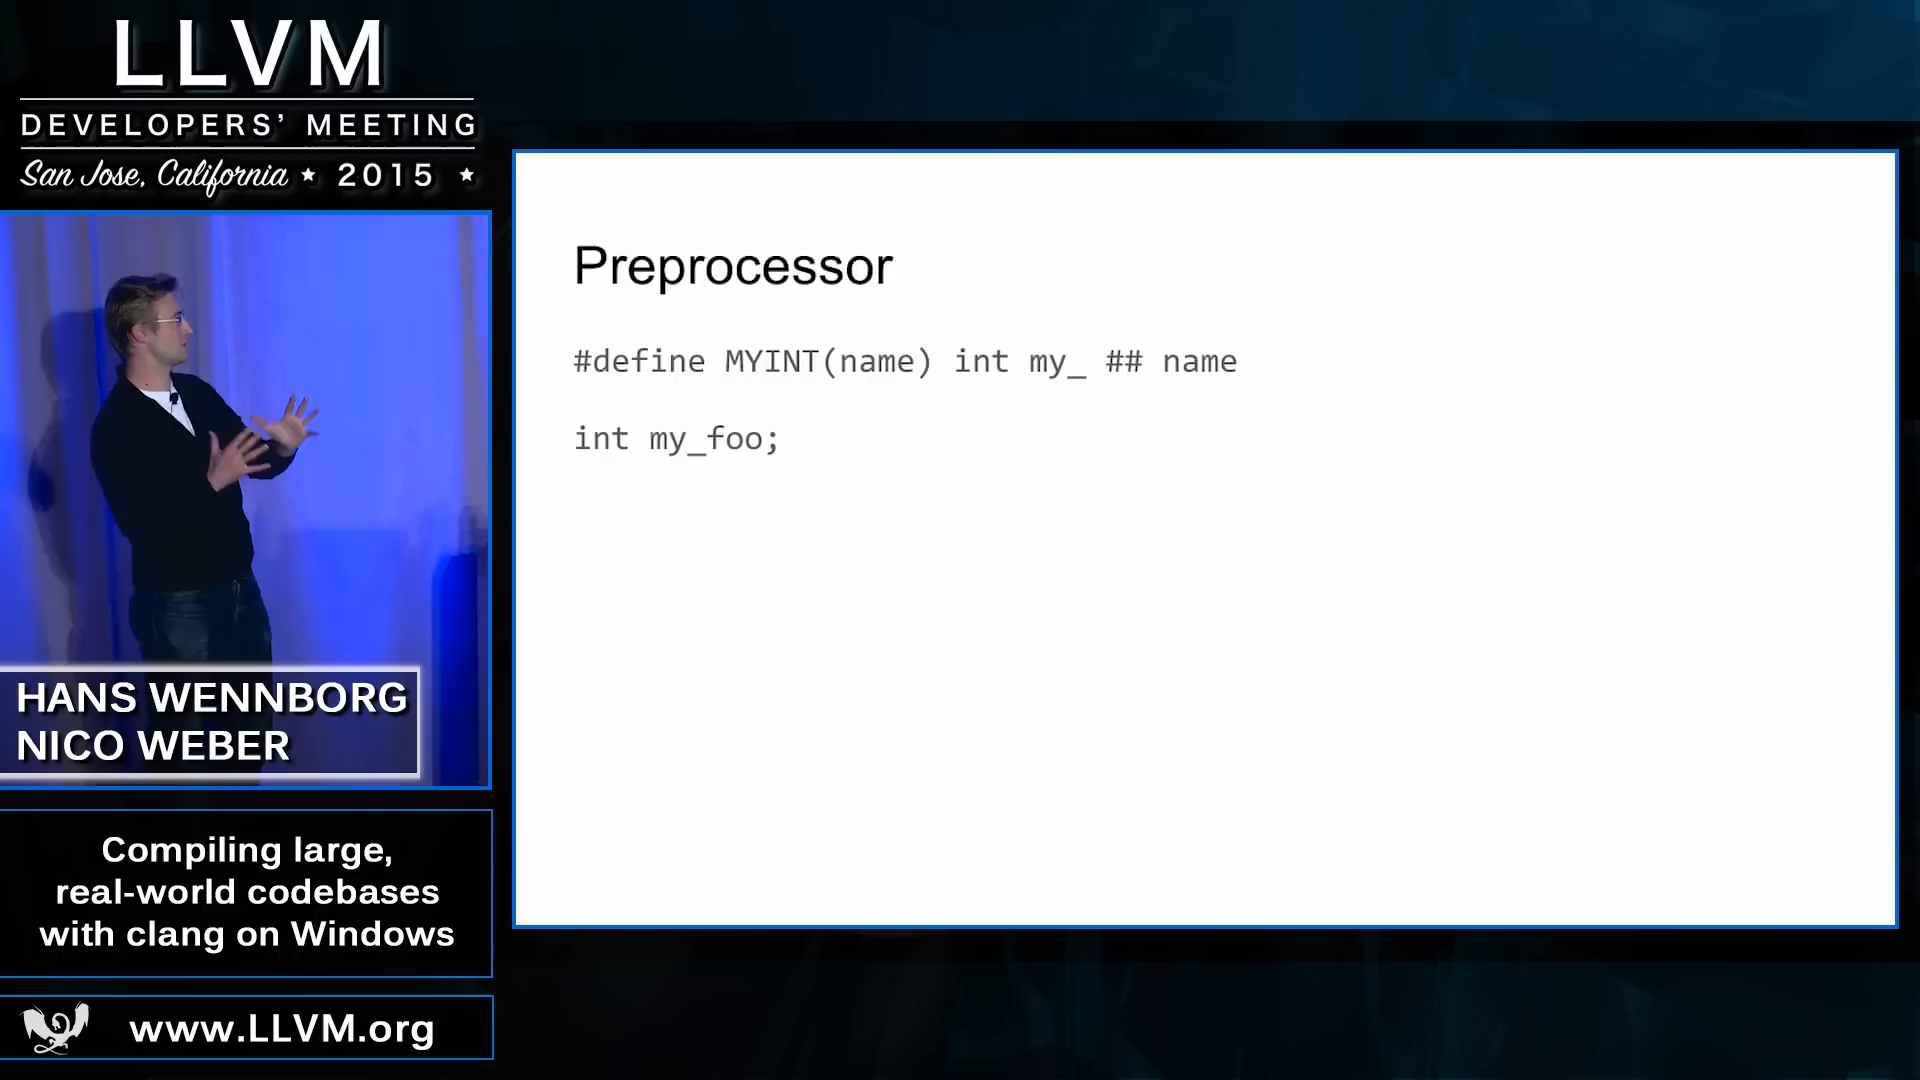 LLVM
DEVELOPERS' MEETING
San Jose, California ★ 2015 ★
HANS WENNBORG
NICO WEBER
Compiling large,
real-world codebases
with clang on Windows
www.LLVM.org
Preprocessor
#define MYINT(name) int my_ ## name
int my_foo;